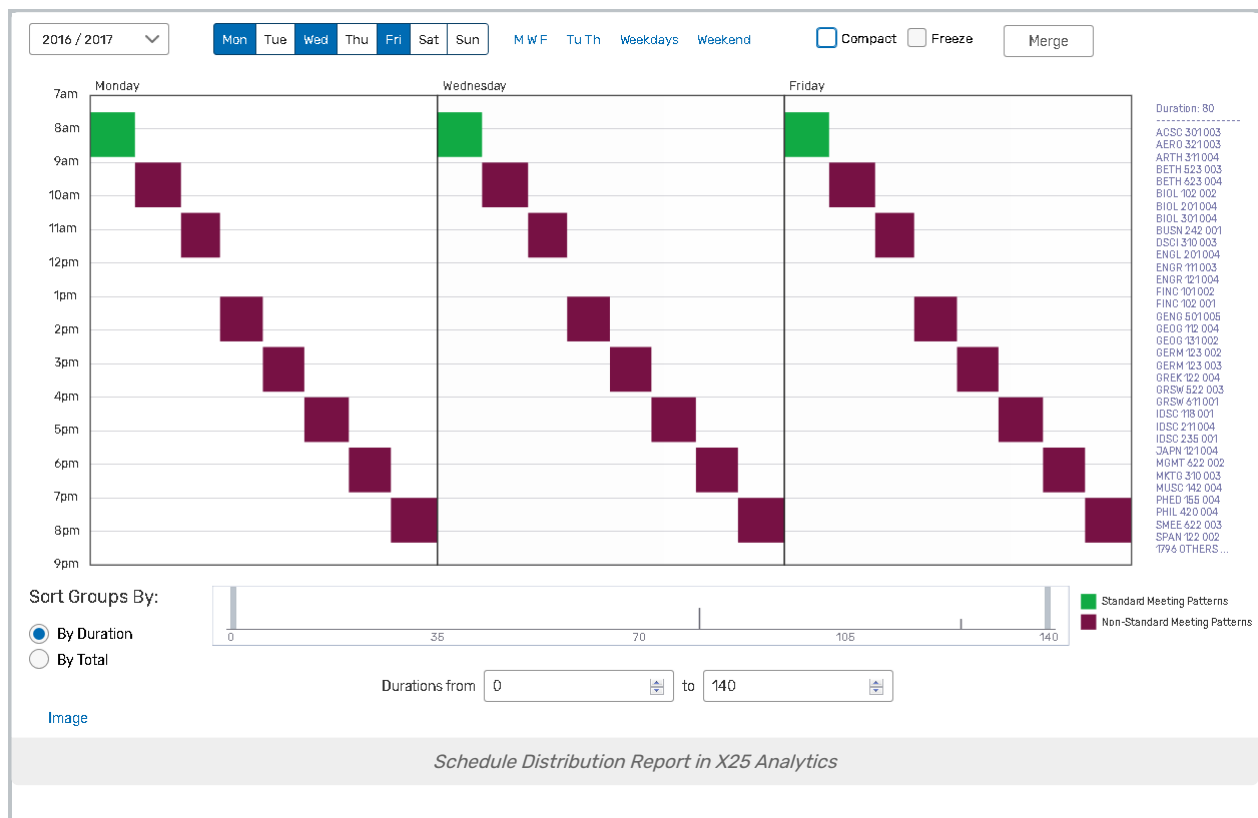 2016 / 2017 Mon Tue Wed Thu Fri Sat Sun M W F Tu Th Weekdays Weekend Compact Freeze Merge
Monday Wednesday Friday
7am
8am
9am
10am
11am
12pm
1pm
2pm
3pm
4pm
5pm
6pm
7pm
8pm
9pm
Duration: 80
--------------------
ACSC 301 003
AERO 321 003
ARTH 311 004
BETH 523 003
BETH 623 004
BIOL 102 002
BIOL 201 004
BIOL 301 004
BUSN 242 001
DSCI 310 003
ENGL 201 004
ENGR 111 003
ENGR 121 004
FINC 101 002
FINC 102 001
GENG 501 005
GEOG 112 004
GEOG 131 002
GERM 123 002
GERM 123 003
GREK 122 004
GRSW 522 003
GRSW 611 001
IDSC 118 001
IDSC 211 004
IDSC 235 001
JAPN 121 004
MGMT 622 002
MKTG 310 003
MUSC 142 004
PHED 155 004
PHIL 420 004
SMEE 622 003
SPAN 122 002
1796 OTHERS ...
Sort Groups By:
By Duration
By Total
0 35 70 105 140
Standard Meeting Patterns
Non-Standard Meeting Patterns
Durations from 0 to 140
Image
Schedule Distribution Report in X25 Analytics